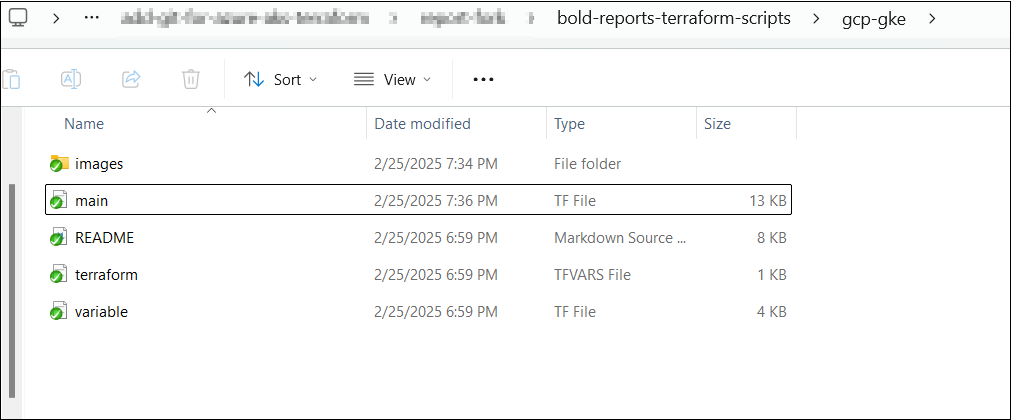 bold-reports-terraform-scripts gcp-gke
Sort View
Name Date modified Type Size
images 2/25/2025 7:34 PM File folder
main 2/25/2025 7:36 PM TF File 13 KB
README 2/25/2025 6:59 PM Markdown Source ... 8 KB
terraform 2/25/2025 6:59 PM TFVARS File 1 KB
variable 2/25/2025 6:59 PM TF File 4 KB